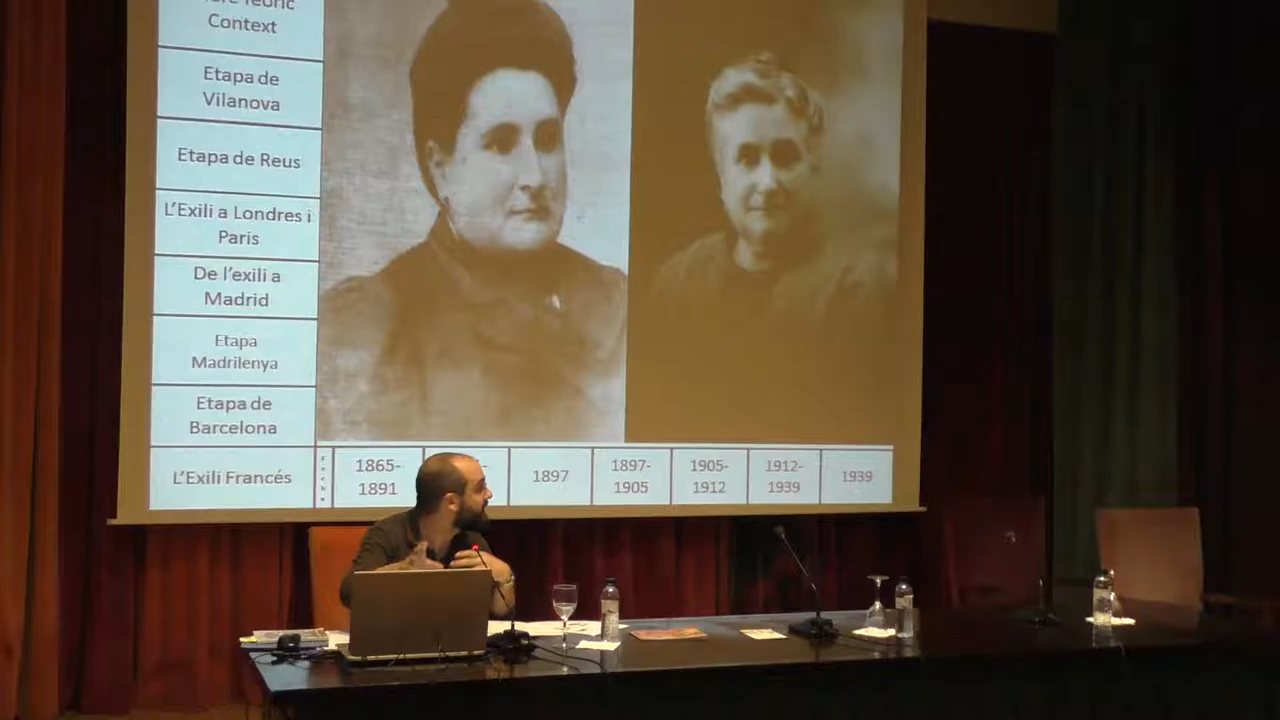 Context
Etapa de
Vilanova
Etapa de Reus
L'Exili a Londres i
Paris
De l'exili a
Madrid
Etapa
Madrilenya
Etapa de
Barcelona
L'Exili Francés
1865-
1891
1897
1897-
1905
1905-
1912
1912-
1939
1939